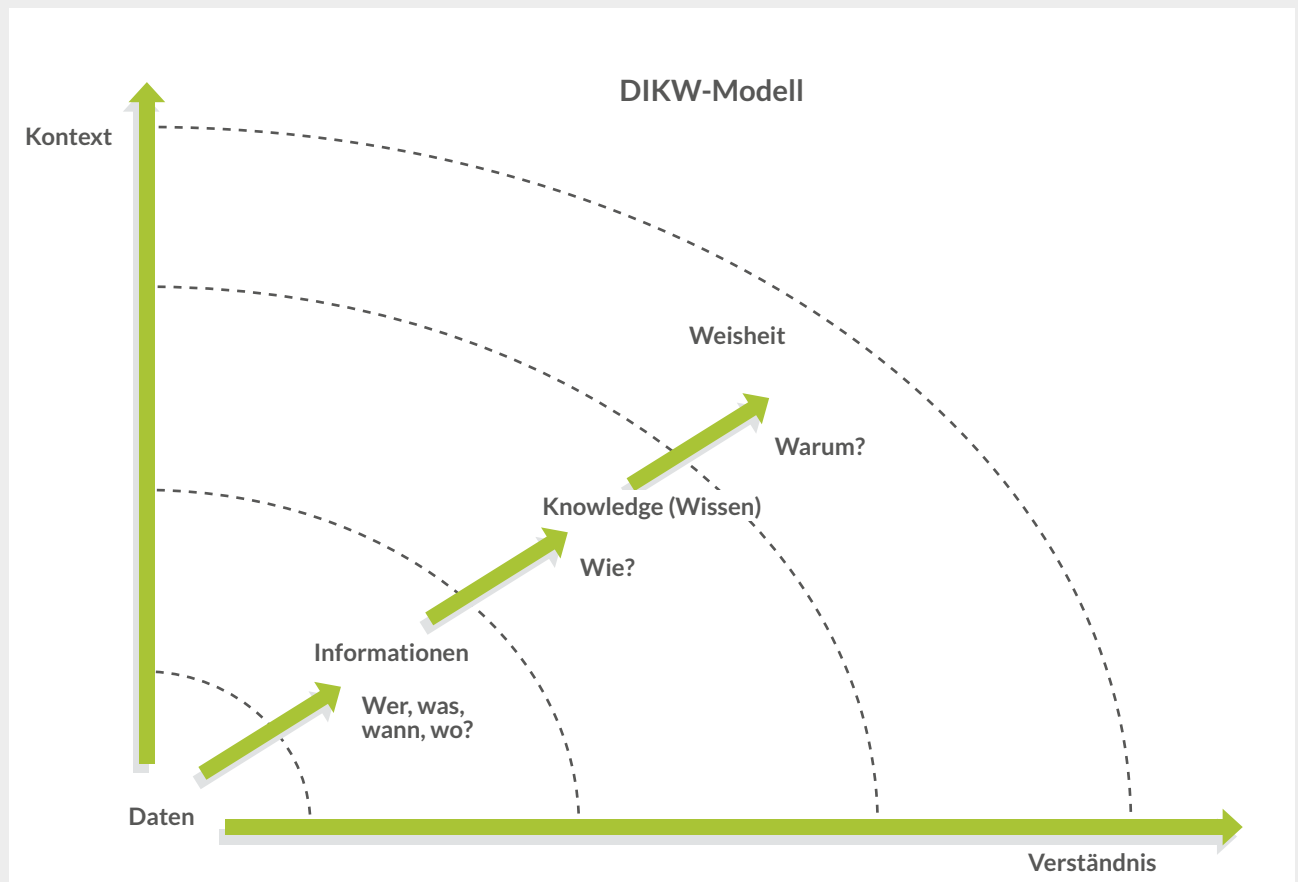 DIKW-Modell
Kontext
Weisheit
Warum?
Knowledge (Wissen)
Wie?
Informationen
Wer, was,
wann, wo?
Daten
Verständnis